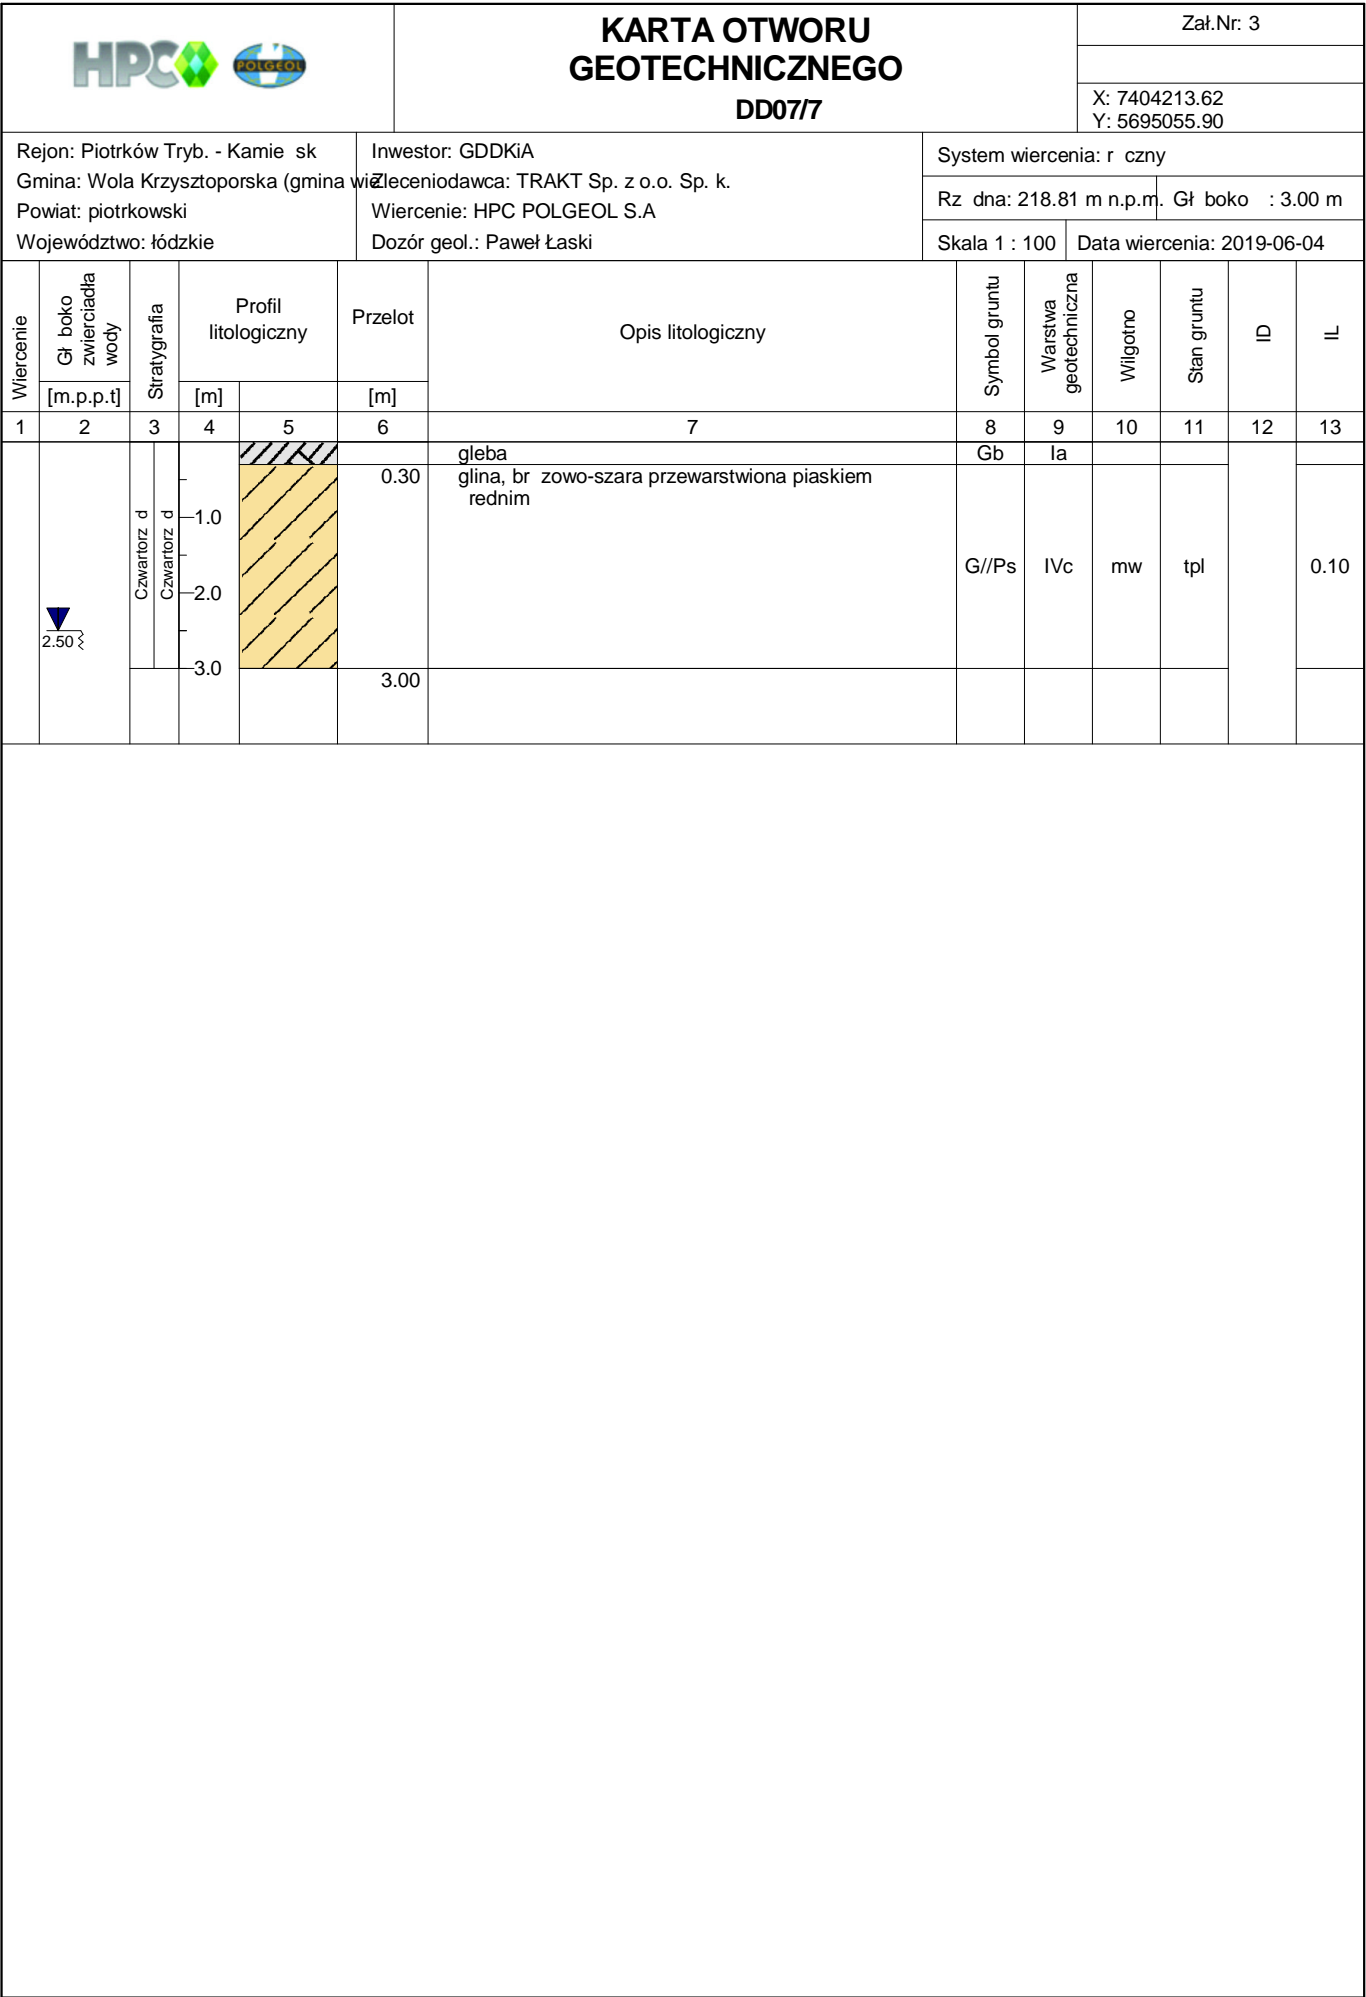 HPC POLGEOL
KARTA OTWORU
GEOTECHNICZNEGO
DD07/7
Zał.Nr: 3
X: 7404213.62
Y: 5695055.90
Rejon: Piotrków Tryb. - Kamie sk
Gmina: Wola Krzysztoporska (gmina wie
Powiat: piotrkowski
Województwo: łódzkie
Inwestor: GDDKiA
Zleceniodawca: TRAKT Sp. z o.o. Sp. k.
Wiercenie: HPC POLGEOL S.A
Dozór geol.: Paweł Łaski
System wiercenia: r czny
Rz dna: 218.81 m n.p.m. Gł boko : 3.00 m
Skala 1 : 100 Data wiercenia: 2019-06-04
Wiercenie
Gł boko
zwierciadła
wody
[m.p.p.t]
Stratygrafia
Profil
litologiczny
[m]
Przelot
[m]
Opis litologiczny
Symbol gruntu
Warstwa
geotechniczna
Wilgotno
Stan gruntu
ID
IL
1 2 3 4 5 6 7 8 9 10 11 12 13
gleba Gb Ia
0.30 glina, br zowo-szara przewarstwiona piaskiem
rednim
Czwartorz d
Czwartorz d
1.0
2.0
3.0
G//Ps IVc mw tpl 0.10
2.50
3.00